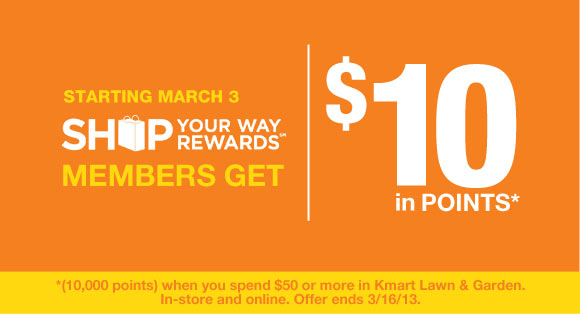 STARTING MARCH 3
SHOP YOUR WAY
REWARDS℠
MEMBERS GET
$10
in POINTS*
*(10,000 points) when you spend $50 or more in Kmart Lawn & Garden.
In-store and online. Offer ends 3/16/13.